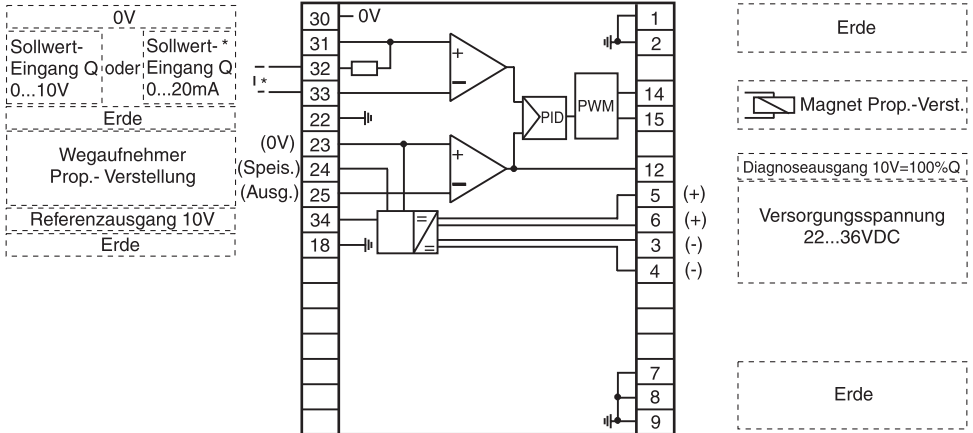 0V
Sollwert-
Eingang Q
0...10V
oder
Sollwert- *
Eingang Q
0...20mA
Erde
Wegaufnehmer
Prop.- Verstellung
Referenzausgang 10V
Erde
I *
(0V)
(Speis.)
(Ausg.)
30
31
32
33
22
23
24
25
34
18
0V
+
−
+
−
PID
PWM
=
=
1
2
14
15
12
5
6
3
4
7
8
9
(+)
(+)
(-)
(-)
Erde
Magnet Prop.-Verst.
Diagnoseausgang 10V=100%Q
Versorgungsspannung
22...36VDC
Erde